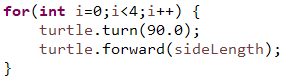 for(int i=0;i<4;i++) {
    turtle.turn(90.0);
    turtle.forward(sideLength);
}